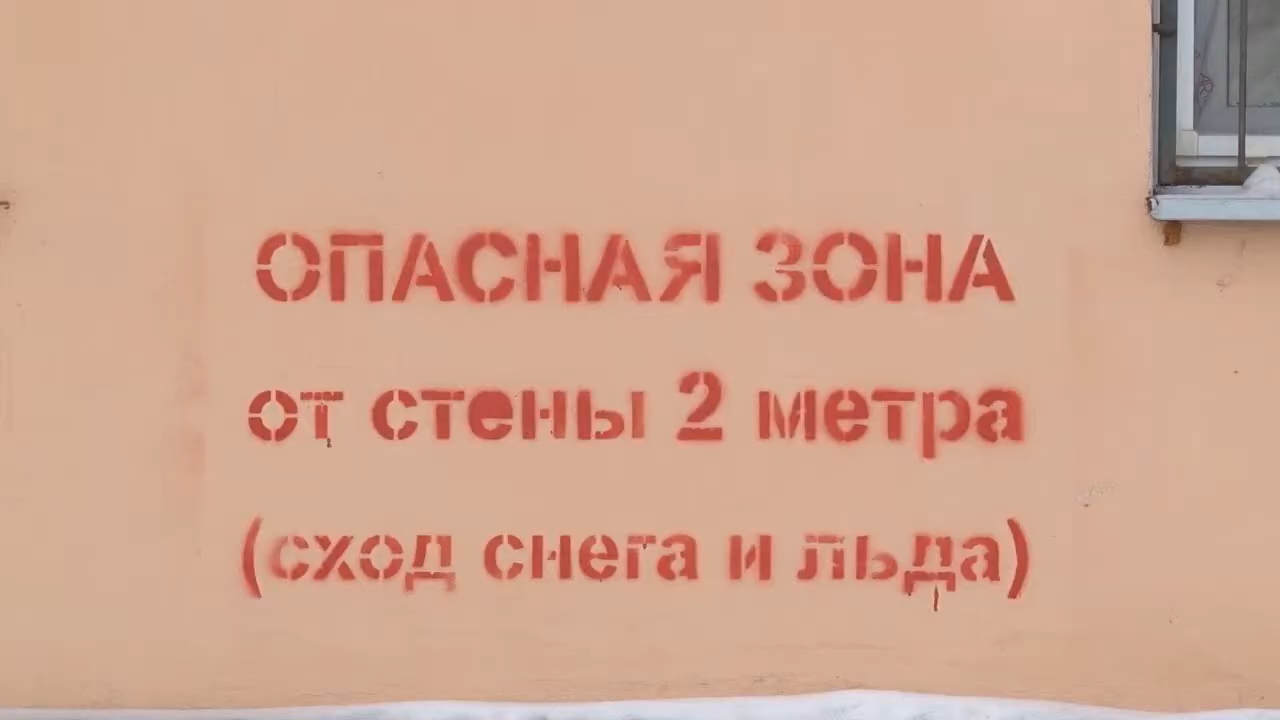 ОПАСНАЯ ЗОНА
от стены 2 метра
(сход снега и льда)